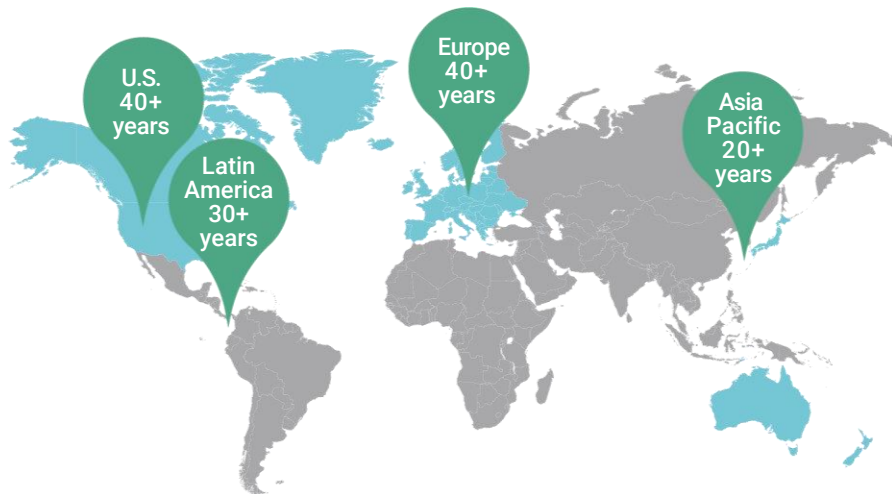 U.S.
40+
years
Latin
America
30+
years
Europe
40+
years
Asia
Pacific
20+
years